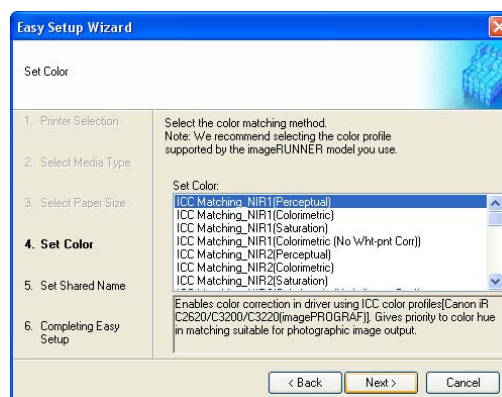 Easy Setup Wizard
Set Color
1. Printer Selection
2. Select Media Type
3. Select Paper Size
4. Set Color
5. Set Shared Name
6. Completing Easy
Setup
Select the color matching method.
Note: We recommend selecting the color profile
supported by the imageRUNNER model you use.
Set Color:
ICC Matching_NIR1(Perceptual)
ICC Matching_NIR1(Colorimetric)
ICC Matching_NIR1(Saturation)
ICC Matching_NIR1(Colorimetric (No Wht-pnt Corr))
ICC Matching_NIR2(Perceptual)
ICC Matching_NIR2(Colorimetric)
ICC Matching_NIR2(Saturation)
Enables color correction in driver using ICC color profiles[Canon iR
C2620/C3200/C3220(imagePROGRAF)]. Gives priority to color hue
in matching suitable for photographic image output.
< Back
Next >
Cancel